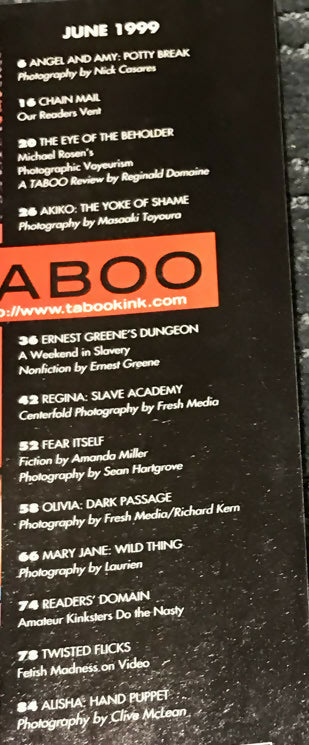 JUNE 1999
6 ANGEL AND AMY: POTTY BREAK
Photography by Nick Casares
16 CHAIN MAIL
Our Readers Vent
20 THE EYE OF THE BEHOLDER
Michael Rosen's
Photographic Voyeurism
A TABOO Review by Reginald Domaine
26 AKIKO: THE YOKE OF SHAME
Photography by Masaaki Toyoura
ABOO
://www.tabookink.com
36 ERNEST GREENE'S DUNGEON
A Weekend in Slavery
Nonfiction by Ernest Greene
42 REGINA: SLAVE ACADEMY
Centerfold Photography by Fresh Media
52 FEAR ITSELF
Fiction by Amanda Miller
Photography by Sean Hartgrove
58 OLIVIA: DARK PASSAGE
Photography by Fresh Media/Richard Kern
66 MARY JANE: WILD THING
Photography by Laurien
74 READERS' DOMAIN
Amateur Kinksters Do the Nasty
78 TWISTED FLICKS
Fetish Madness on Video
84 ALISHA: HAND PUPPET
Photography by Clive McLean